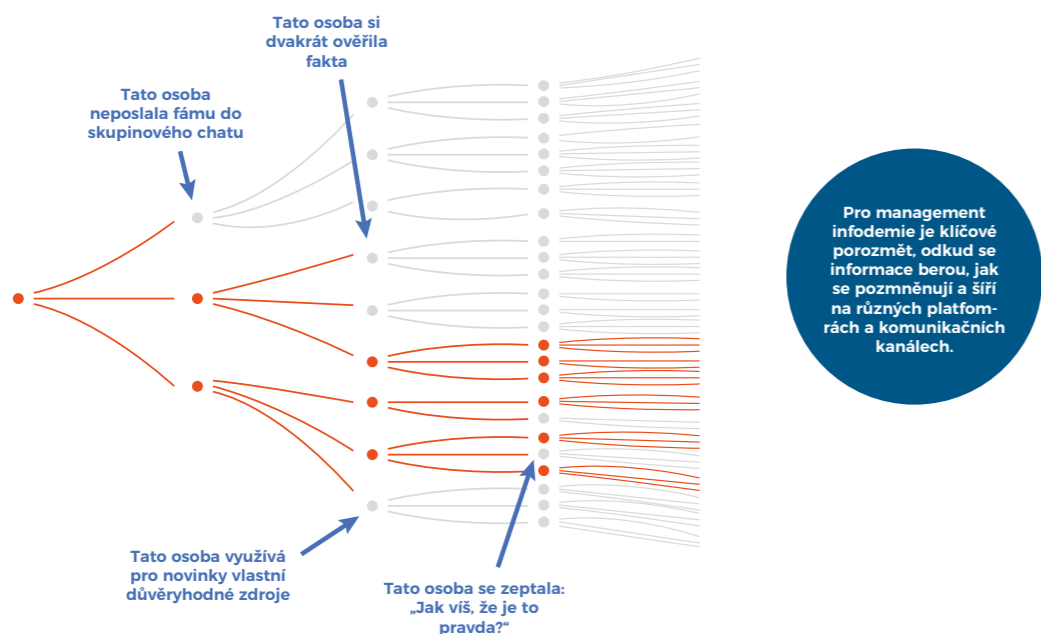 Tato osoba si
dvakrát ověřila
fakta
Tato osoba
neposlala fámu do
skupinového chatu
Pro management
infodemie je klíčové
porozmět, odkud se
informace berou, jak
se pozmněnují a šíří
na různých platfom-
rách a komunikačních
kanálech.
Tato osoba využívá
pro novinky vlastní
důvěryhodné zdroje
Tato osoba se zeptala:
„Jak víš, že je to
pravda?“